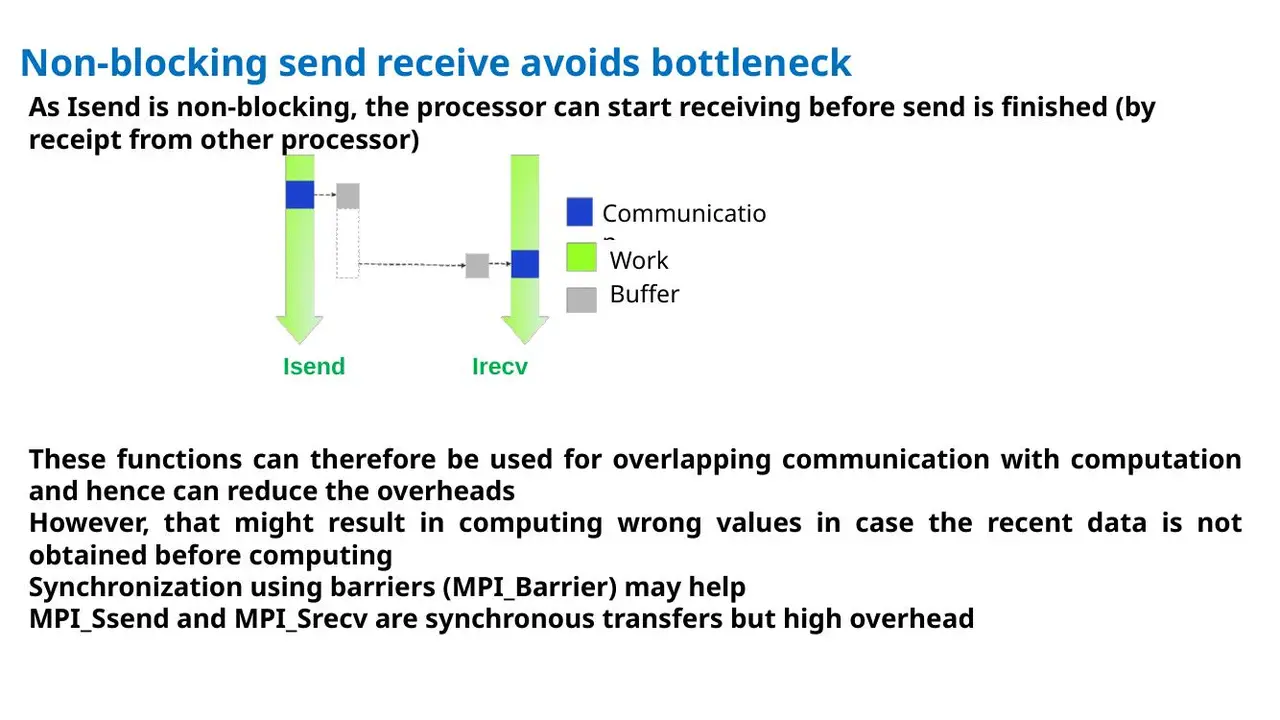 Non-blocking send receive avoids bottleneck
As Isend is non-blocking, the processor can start receiving before send is finished (by
receipt from other processor)
Communicatio
n
Work
Buffer
Isend
Irecv
These functions can therefore be used for overlapping communication with computation
and hence can reduce the overheads
However, that might result in computing wrong values in case the recent data is not
obtained before computing
Synchronization using barriers (MPI_Barrier) may help
MPI_Ssend and MPI_Srecv are synchronous transfers but high overhead